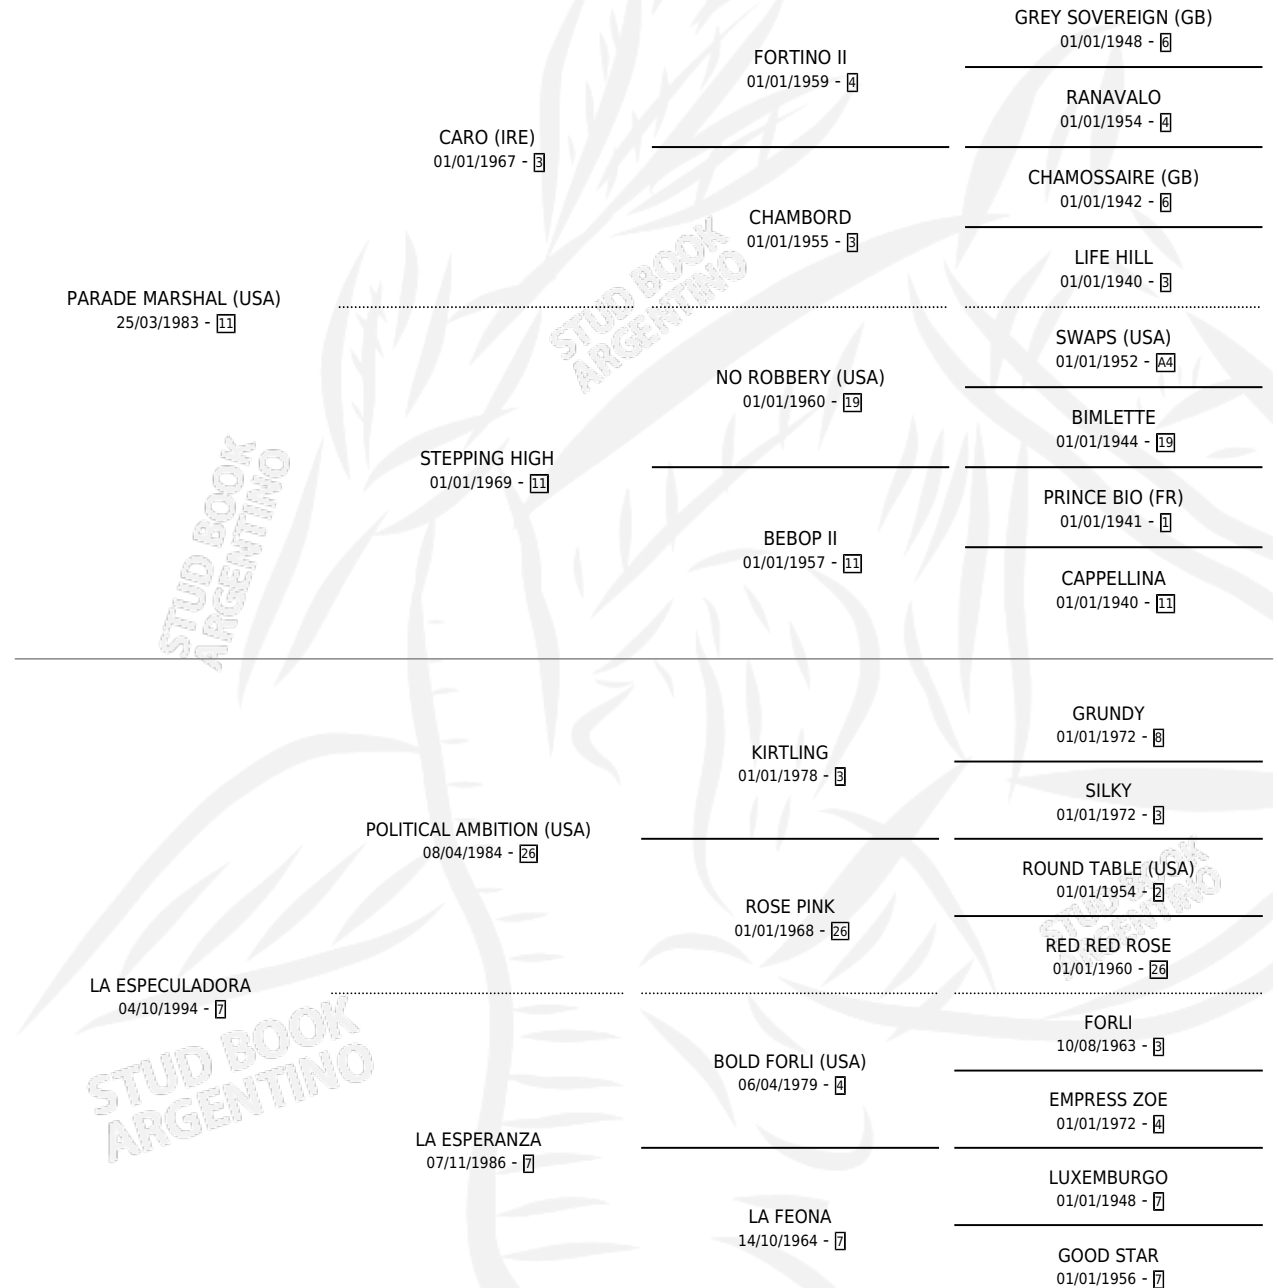 GREY SOVEREIGN (GB)
01/01/1948 - 6
FORTINO II
01/01/1959 - 4
RANAVALO
01/01/1954 - 4
CARO (IRE)
01/01/1967 - 3
CHAMOSSAIRE (GB)
01/01/1942 - 6
CHAMBORD
01/01/1955 - 3
LIFE HILL
01/01/1940 - 3
PARADE MARSHAL (USA)
25/03/1983 - 11
STUD BOOK
ARGENTINO
SWAPS (USA)
01/01/1952 - A4
NO ROBBERY (USA)
01/01/1960 - 19
BIMLETTE
01/01/1944 - 19
STEPPING HIGH
01/01/1969 - 11
PRINCE BIO (FR)
01/01/1941 - 1
BEBOP II
01/01/1957 - 11
CAPPELLINA
01/01/1940 - 11
STUD BOOK
ARGENTINO
GRUNDY
01/01/1972 - 8
KIRTLING
01/01/1978 - 3
SILKY
01/01/1972 - 3
POLITICAL AMBITION (USA)
08/04/1984 - 26
ROUND TABLE (USA)
01/01/1954 - 2
ROSE PINK
01/01/1968 - 26
RED RED ROSE
01/01/1960 - 26
STUD BOOK
ARGENTINO
LA ESPECULADORA
04/10/1994 - 7
STUD BOOK
ARGENTINO
FORLI
10/08/1963 - 3
BOLD FORLI (USA)
06/04/1979 - 4
EMPRESS ZOE
01/01/1972 - 4
LA ESPERANZA
07/11/1986 - 7
LUXEMBURGO
01/01/1948 - 7
LA FEONA
14/10/1964 - 7
GOOD STAR
01/01/1956 - 7